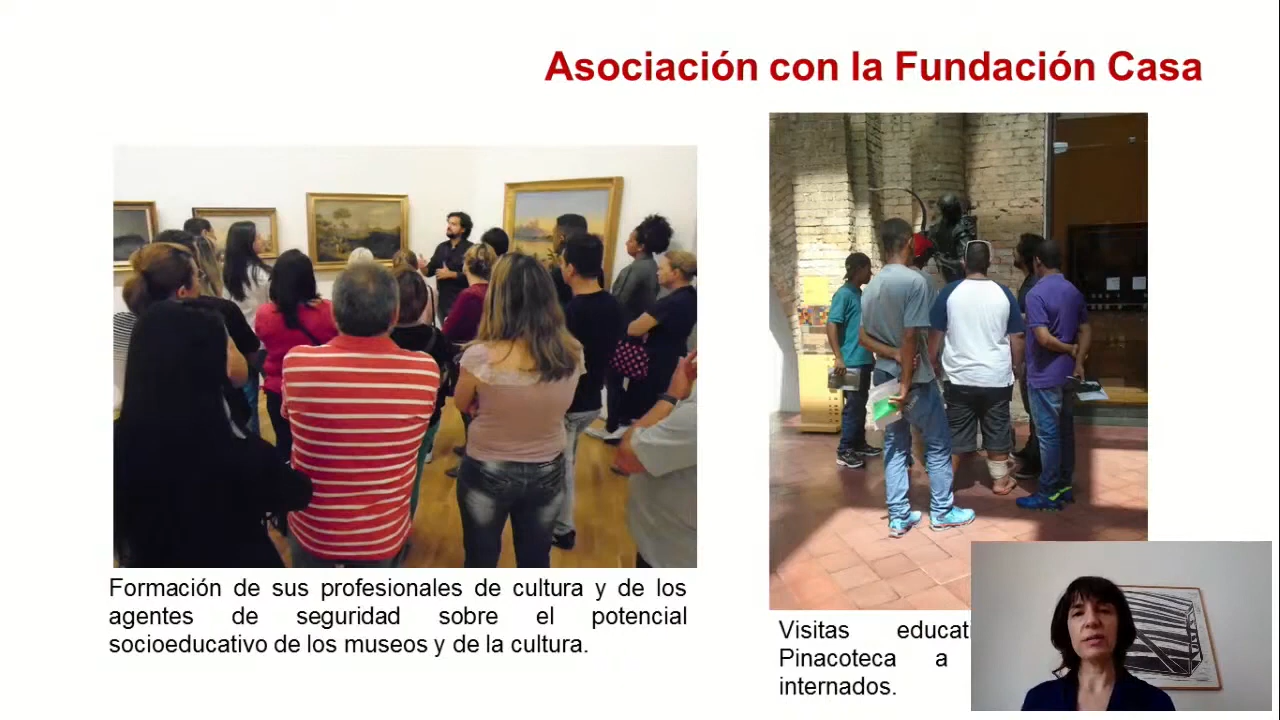 Asociación con la Fundación Casa
Formación de sus profesionales de cultura y de los
agentes de seguridad sobre el potencial
socioeducativo de los museos y de la cultura.
Visitas
Pinacoteca a
internados.